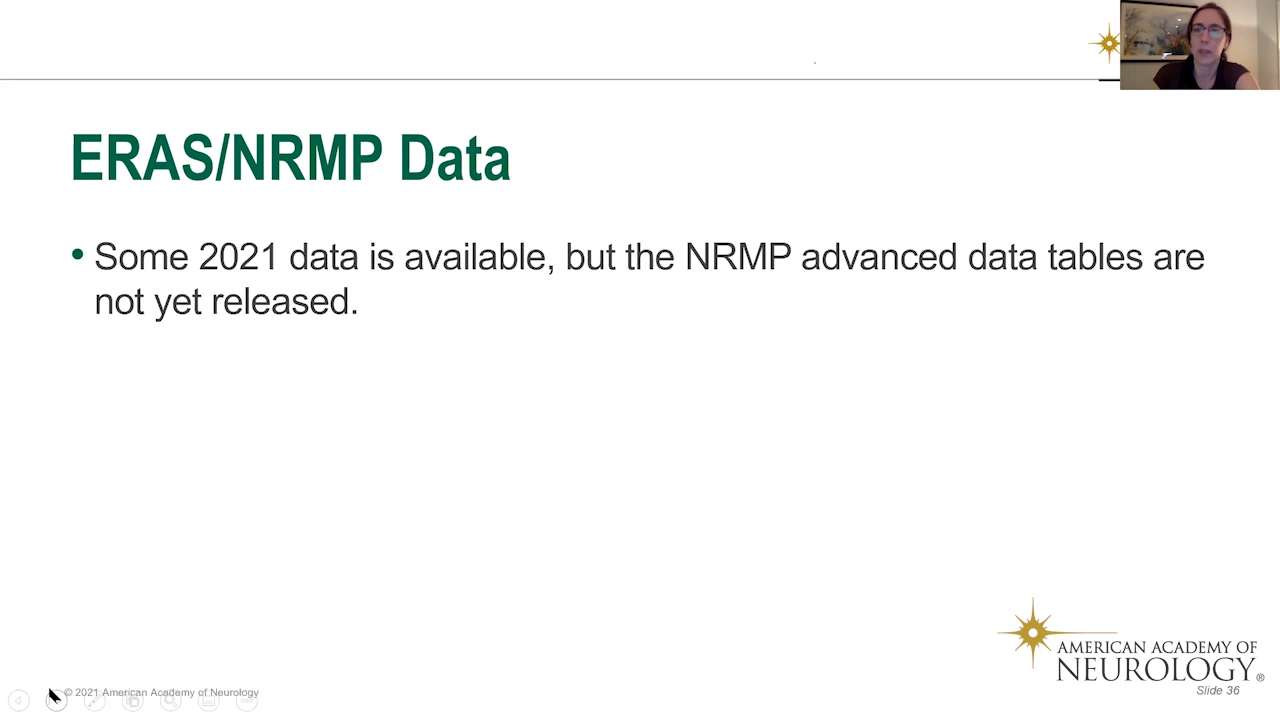 ERAS/NRMP Data
• Some 2021 data is available, but the NRMP advanced data tables are
not yet released.
AMERICAN ACADEMY OF
NEUROLOGY®
Slide 36
© 2021 American Academy of Neurology